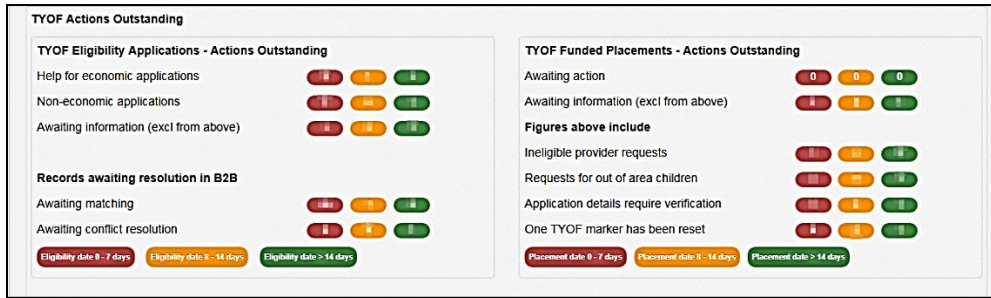 TYOF Actions Outstanding
TYOF Eligibility Applications - Actions Outstanding
Help for economic applications
Non-economic applications
Awaiting information (excl from above)
Records awaiting resolution in B2B
Awaiting matching
Awaiting conflict resolution
Eligibility date 0 - 7 days Eligibility date 8 - 14 days Eligibility date > 14 days
TYOF Funded Placements - Actions Outstanding
Awaiting action 0 0 0
Awaiting information (excl from above)
Figures above include
Ineligible provider requests
Requests for out of area children
Application details require verification
One TYOF marker has been reset
Placement date 0 - 7 days Placement date 8 - 14 days Placement date > 14 days